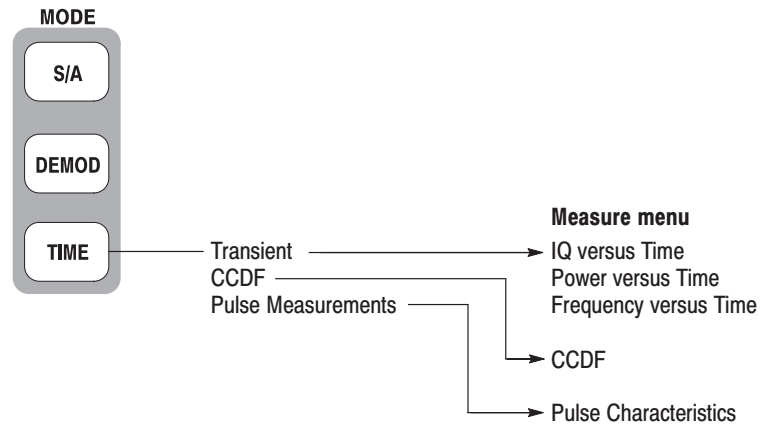 MODE
S/A
DEMOD
TIME
Transient
CCDF
Pulse Measurements
Measure menu
IQ versus Time
Power versus Time
Frequency versus Time
CCDF
Pulse Characteristics